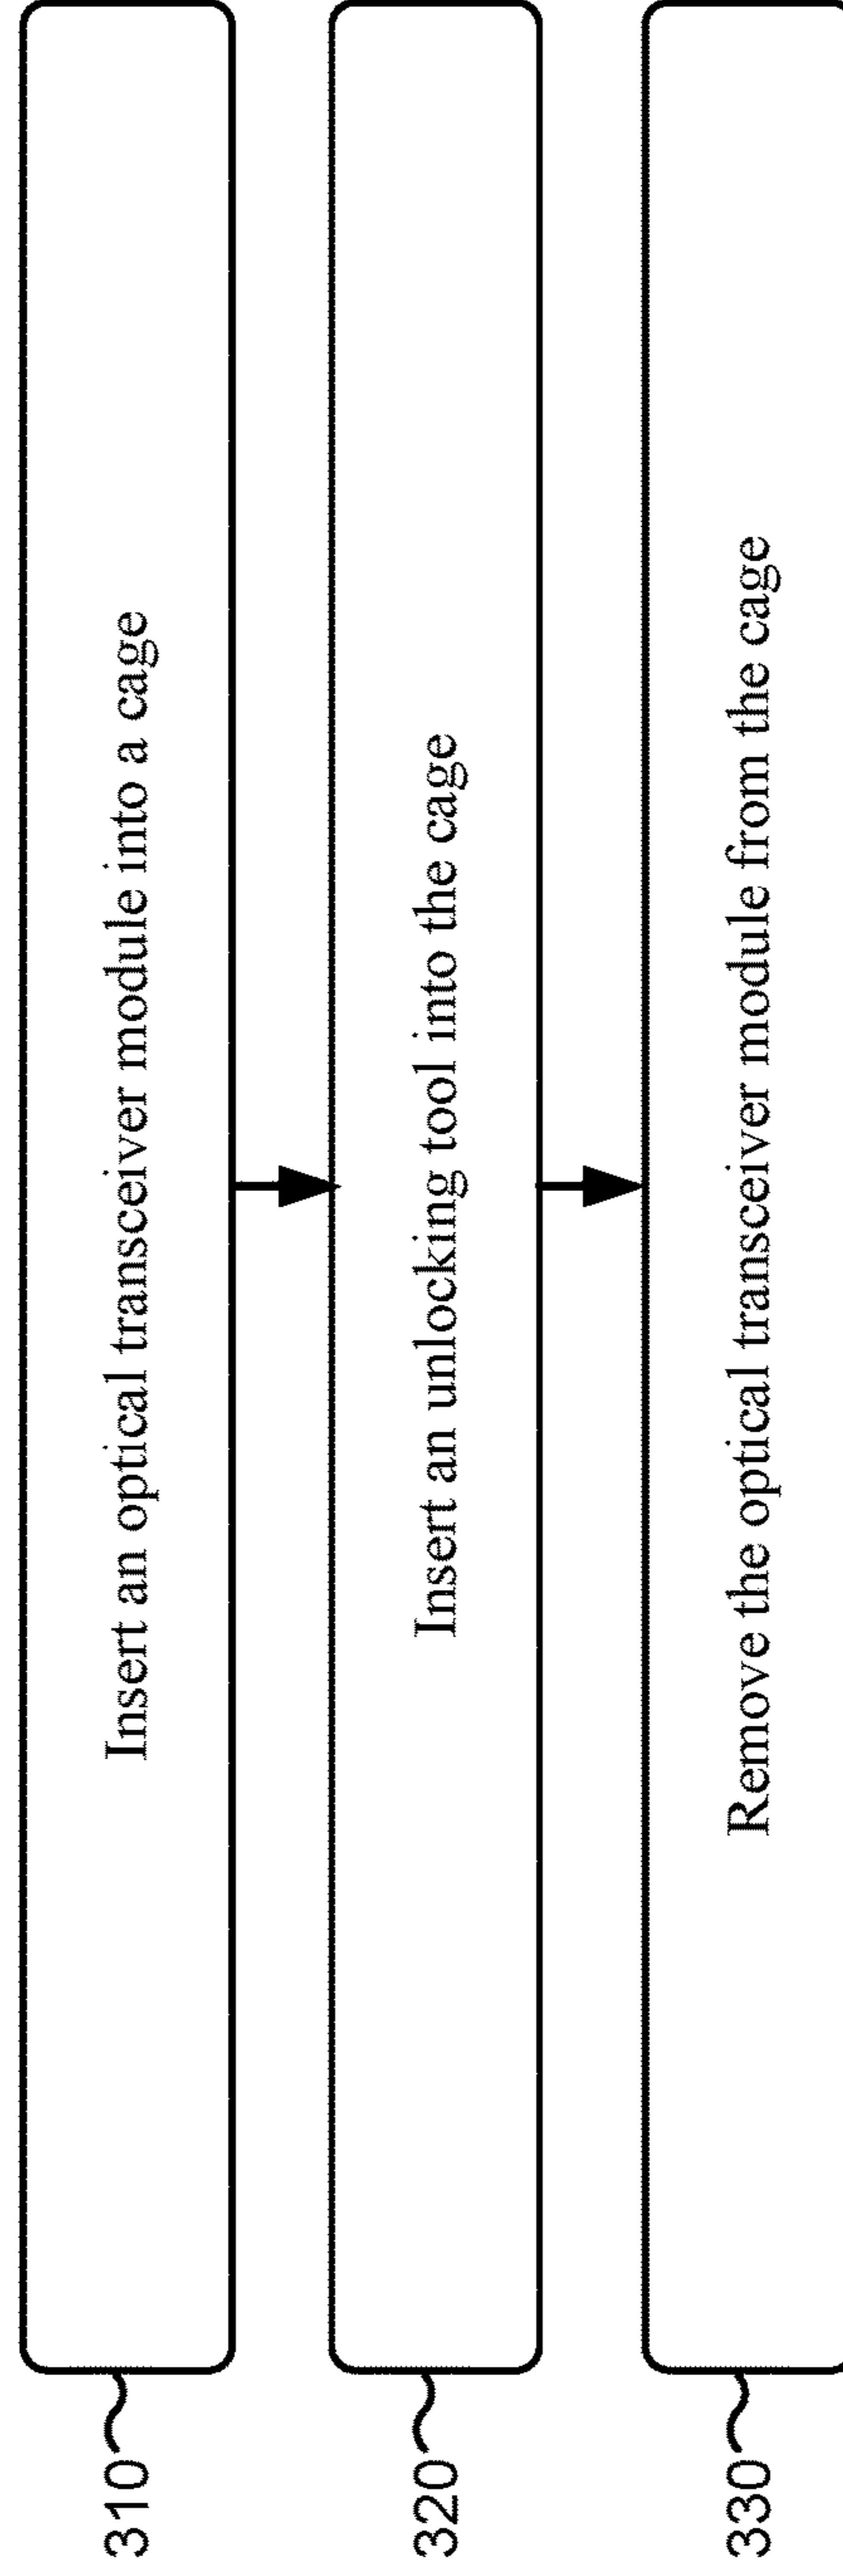 310
Insert an optical transceiver module into a cage
320
Insert an unlocking tool into the cage
330
Remove the optical transceiver module from the cage